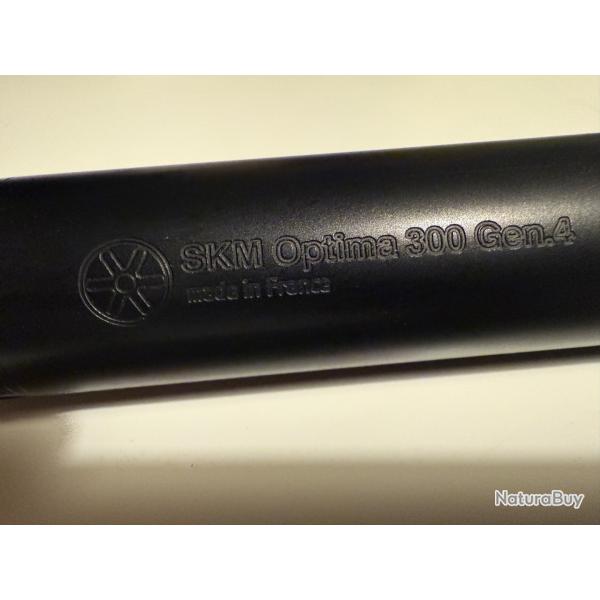 SKM Optima 300 Gen.4
made in France
NaturaBuy